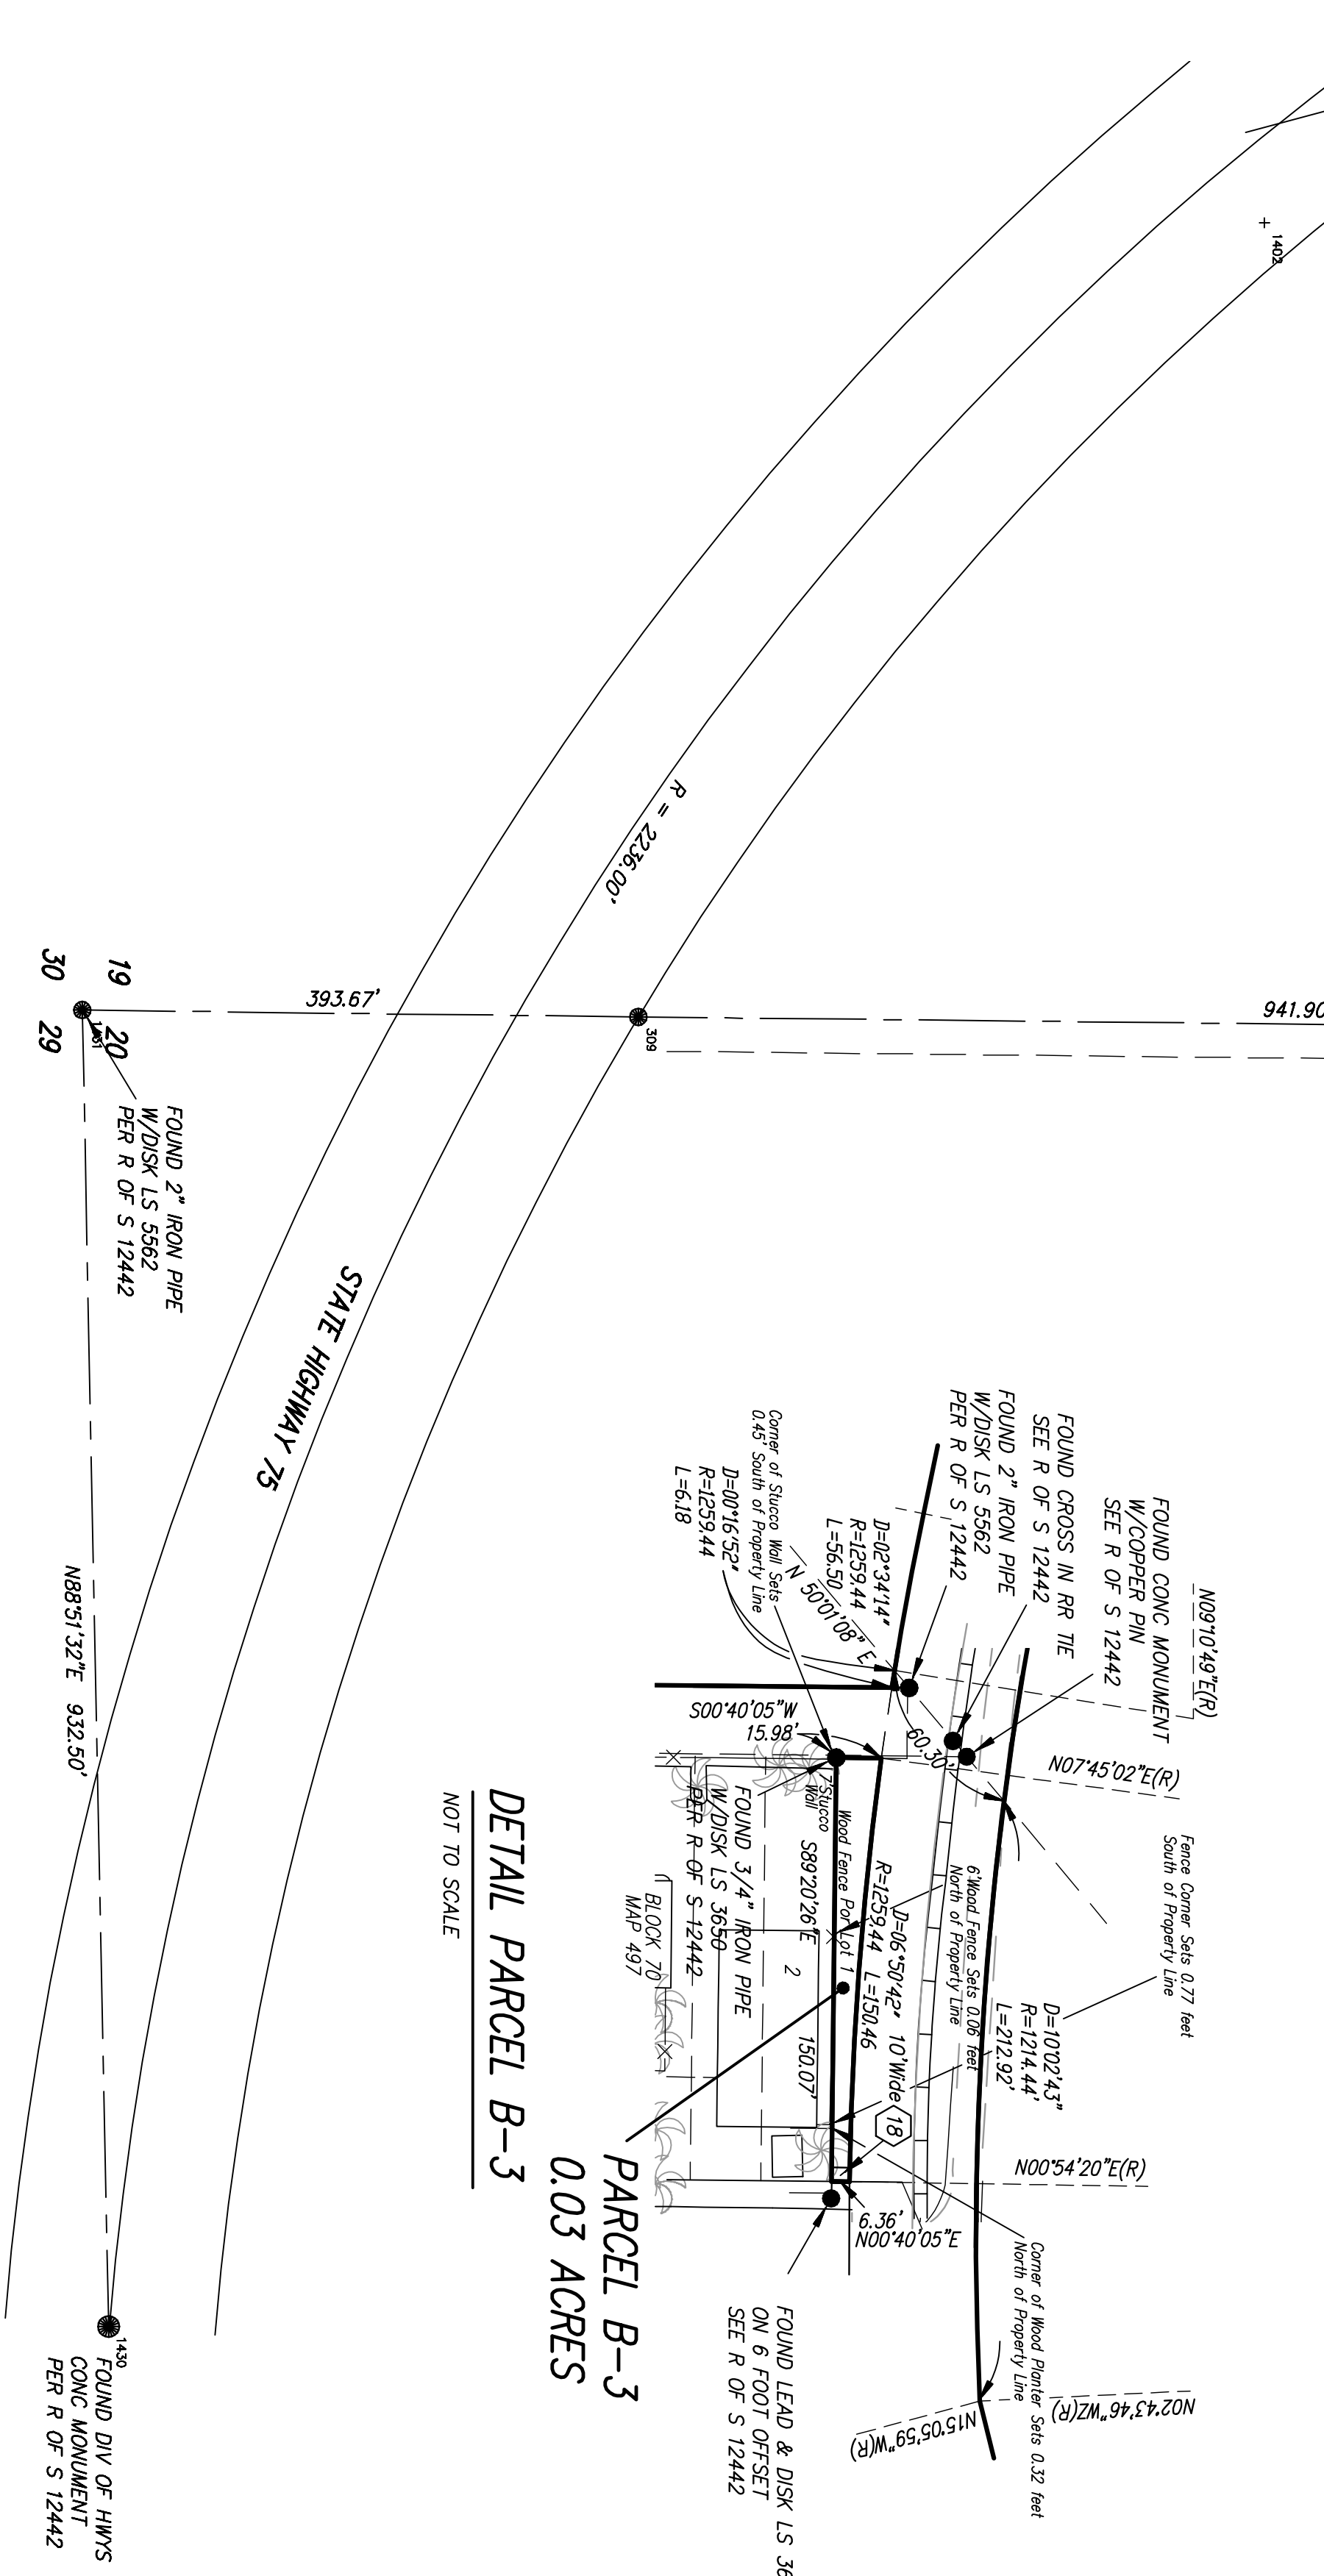 1402
R = 2236.00'
393.67'
941.90
309
19
30
20
29
FOUND 2" IRON PIPE
W/DISK LS 5562
PER R OF S 12442
STATE HIGHWAY 75
N88°51'32"E 932.50'
1430
FOUND DIV OF HWYS
CONC MONUMENT
PER R OF S 12442
N09°10'49"E(R)
FOUND CONC MONUMENT
W/COPPER PIN
SEE R OF S 12442
FOUND CROSS IN RR TIE
SEE R OF S 12442
FOUND 2" IRON PIPE
W/DISK LS 5562
PER R OF S 12442
D=02°34'14"
R=1259.44
L=56.50
N 50°01'08" E
Corner of Stucco Wall Sets
0.45' South of Property Line
D=00°16'52"
R=1259.44
L=6.18
S00°40'05"W
15.98'
60.30'
N07°45'02"E(R)
Fence Corner Sets 0.77 feet
South of Property Line
6'Wood Fence Sets 0.06 feet
North of Property Line
D=10°02'43"
R=1214.44'
L=212.92'
D=06°50'42" 10'Wide
R=1259.44 L=150.46
18
Wood Fence Por Lot 1
7'Stucco
Wall
S89°20'26"E 150.07'
2
FOUND 3/4" IRON PIPE
W/DISK LS 3650
PER R OF S 12442
BLOCK 70
MAP 497
N00°54'20"E(R)
6.36'
N00°40'05"E
Corner of Wood Planter Sets 0.32 feet
North of Property Line
N02°43'46"WZ(R)
N15°05'59"W(R)
FOUND LEAD & DISK LS 36
ON 6 FOOT OFFSET
SEE R OF S 12442
PARCEL B-3
0.03 ACRES
DETAIL PARCEL B-3
NOT TO SCALE